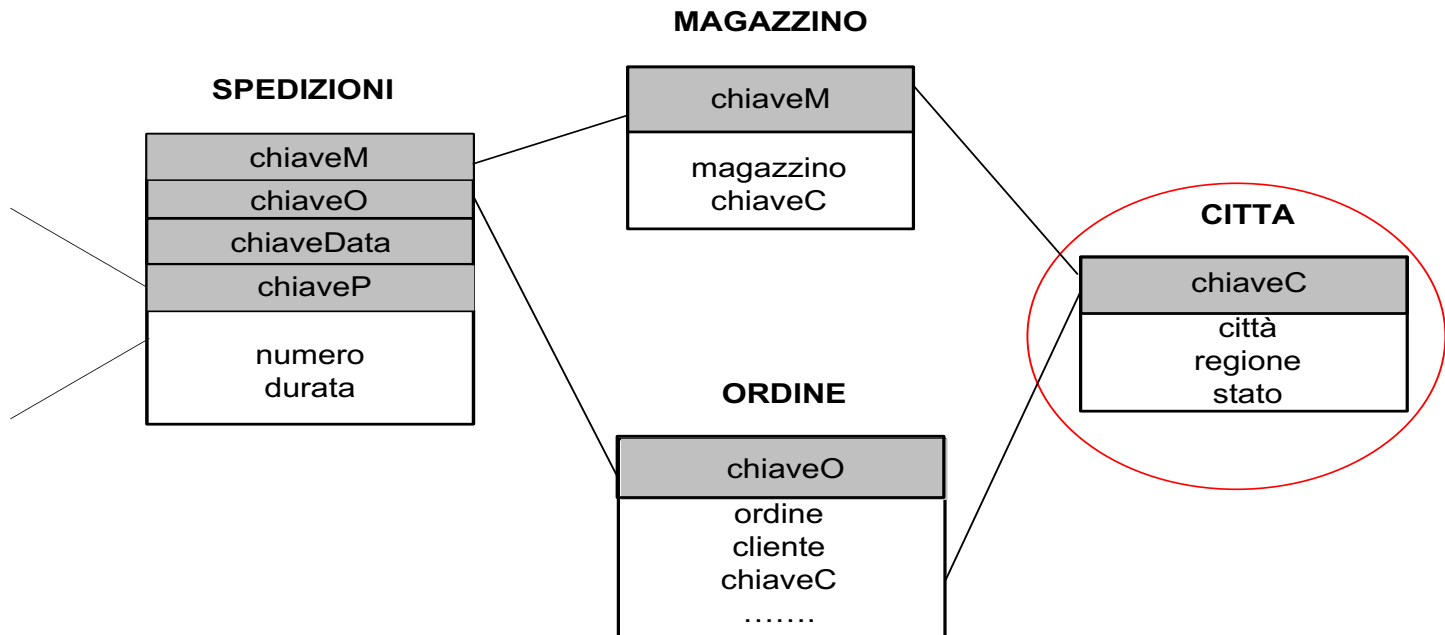 MAGAZZINO
chiaveM
magazzino
chiaveC
SPEDIZIONI
chiaveM
chiaveO
chiaveData
chiaveP
numero
durata
CITTA
chiaveC
città
regione
stato
ORDINE
chiaveO
ordine
cliente
chiaveC
.......